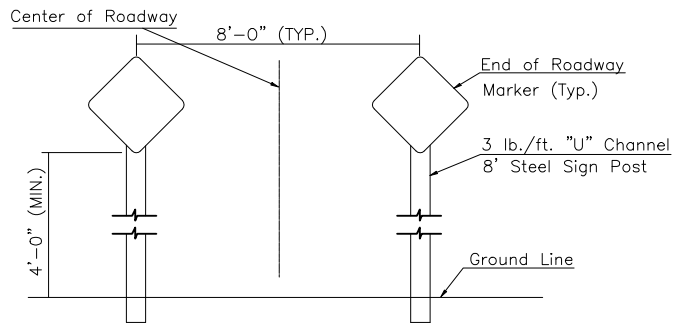 Center of Roadway
8'-0" (TYP.)
End of Roadway
Marker (Typ.)
3 lb./ft. "U" Channel
8' Steel Sign Post
4'-0" (MIN.)
Ground Line